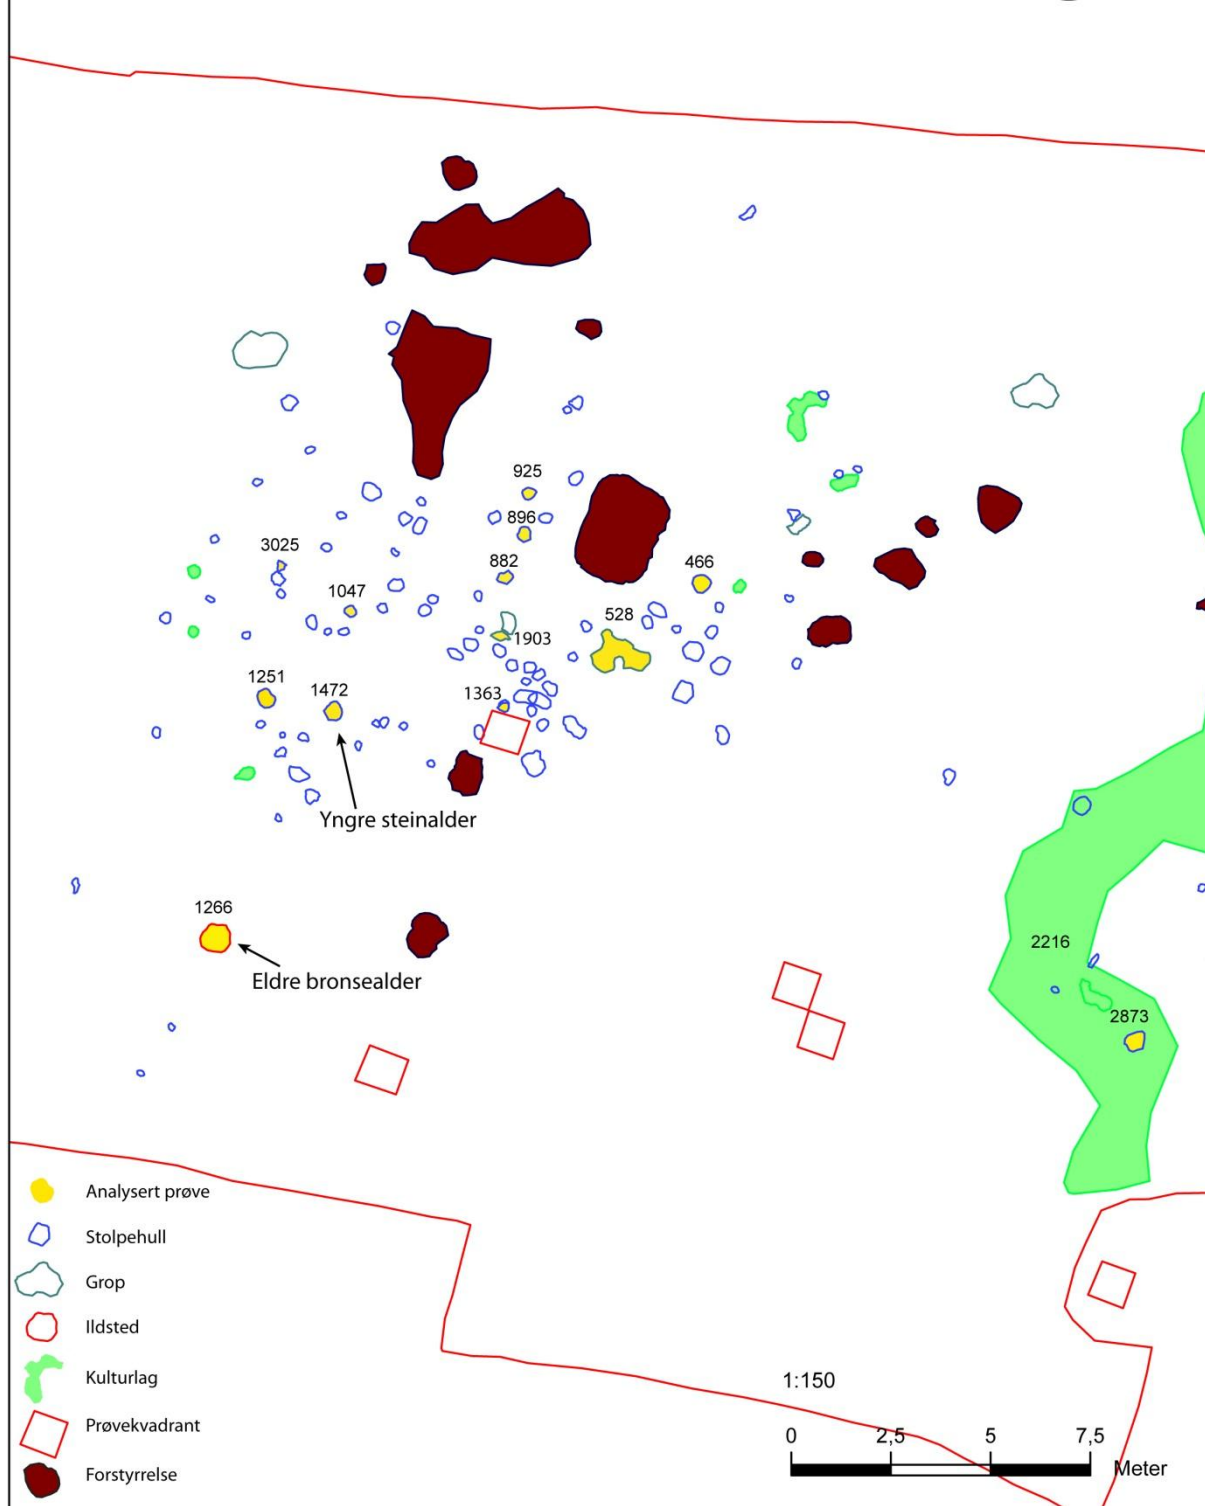 925
896
3025
882
466
1047
528
1903
1251
1472
1363
Yngre steinalder
1266
2216
Eldre bronsealder
2873
Analysert prøve
Stolpehull
Grop
Ildsted
Kulturlag
Prøvekvadrant
Forstyrrelse
1:150
0 2,5 5 7,5
Meter